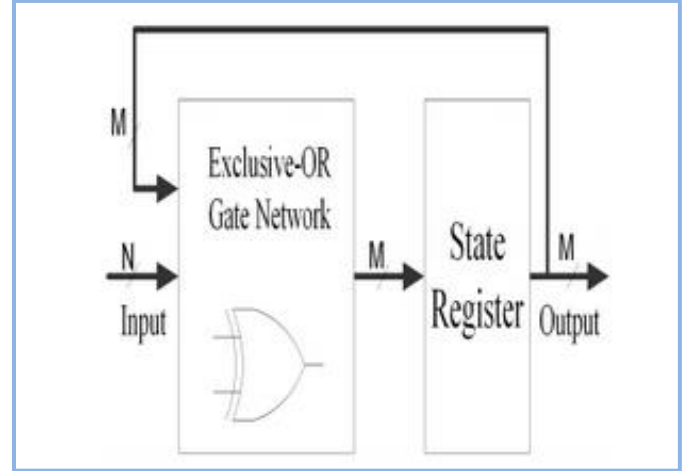 M
Exclusive-OR
Gate Network
N
Input
M
State
Register
M
Output